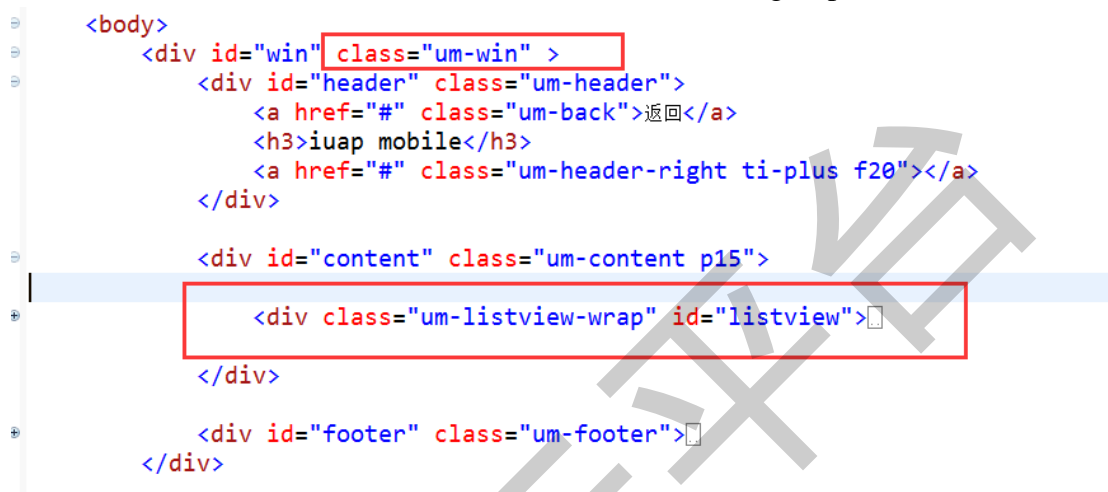 <body>
<div id="win" class="um-win" >
<div id="header" class="um-header">
<a href="#" class="um-back">返回</a>
<h3>iuap mobile</h3>
<a href="#" class="um-header-right ti-plus f20"></a>
</div>
<div id="content" class="um-content p15">
<div class="um-listview-wrap" id="listview">
</div>
<div id="footer" class="um-footer">
</div>
平台